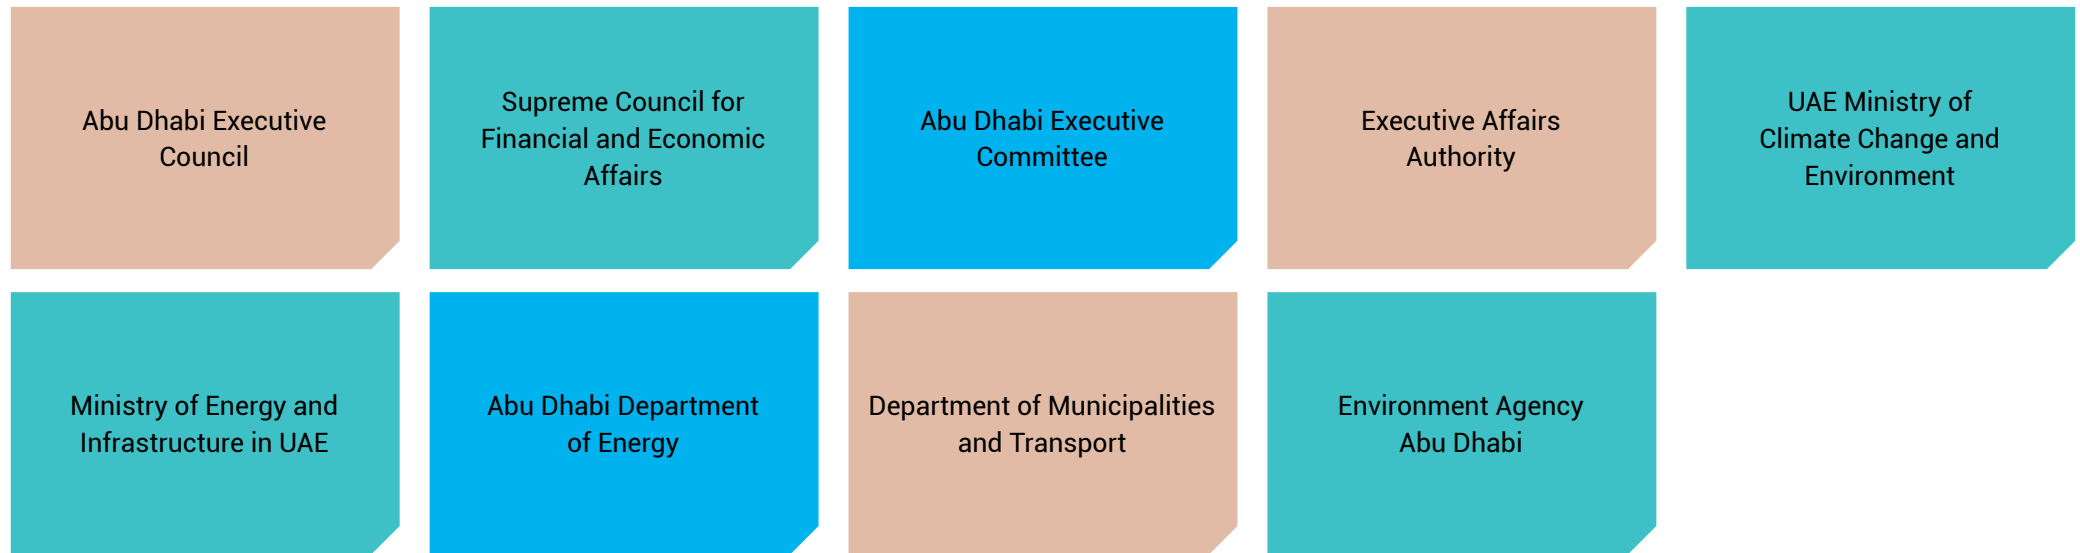 Abu Dhabi Executive
Council
Supreme Council for
Financial and Economic
Affairs
Abu Dhabi Executive
Committee
Executive Affairs
Authority
UAE Ministry of
Climate Change and
Environment
Ministry of Energy and
Infrastructure in UAE
Abu Dhabi Department
of Energy
Department of Municipalities
and Transport
Environment Agency
Abu Dhabi